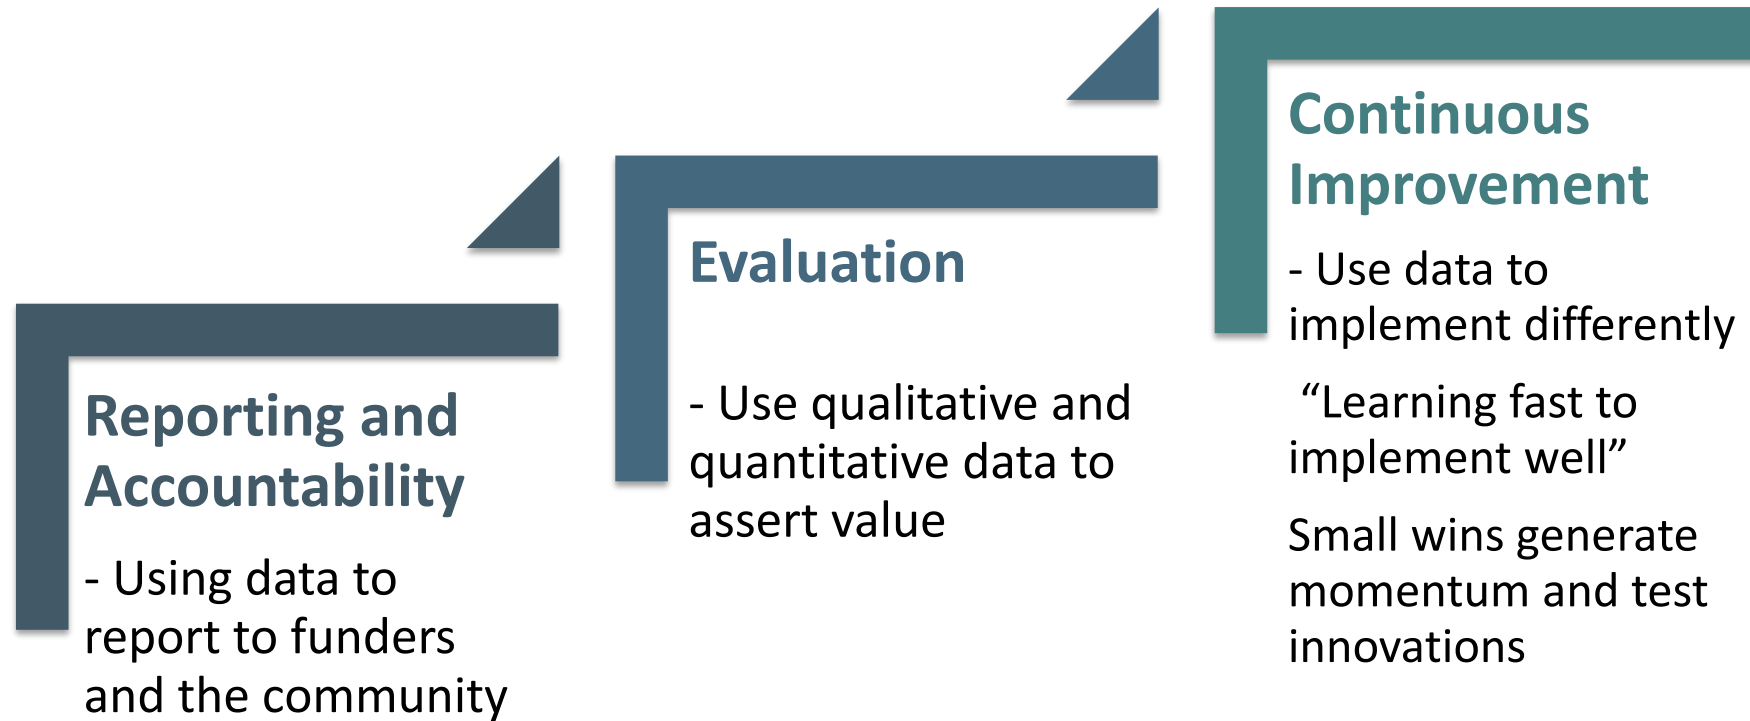 Reporting and
Accountability
- Using data to
report to funders
and the community
Evaluation
- Use qualitative and
quantitative data to
assert value
Continuous
Improvement
- Use data to
implement differently
“Learning fast to
implement well”
Small wins generate
momentum and test
innovations